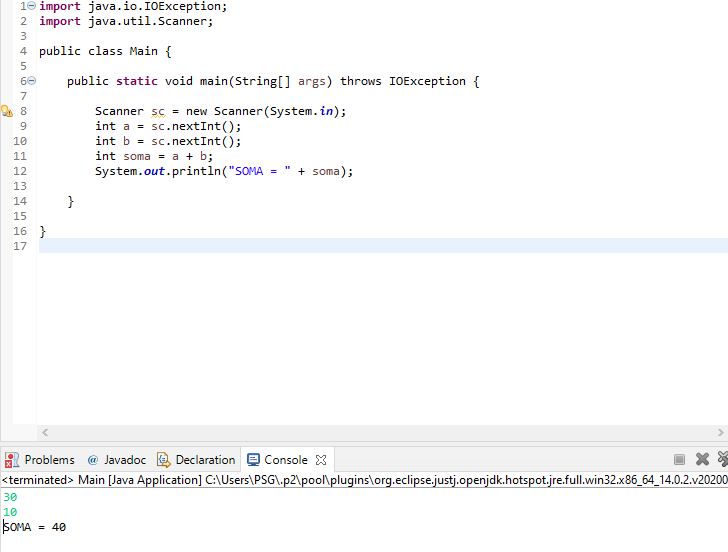 1 import java.io.IOException;
2 import java.util.Scanner;
3
4 public class Main {
5
6 public static void main(String[] args) throws IOException {
7
8 Scanner sc = new Scanner(System.in);
9 int a = sc.nextInt();
10 int b = sc.nextInt();
11 int soma = a + b;
12 System.out.println("SOMA = " + soma);
13
14 }
15
16 }
17
Problems @ Javadoc Declaration Console
<terminated> Main [Java Application] C:\Users\PSG\.p2\pool\plugins\org.eclipse.justj.openjdk.hotspot.jre.full.win32.x86_64_14.0.2.v20200
30
10
SOMA = 40